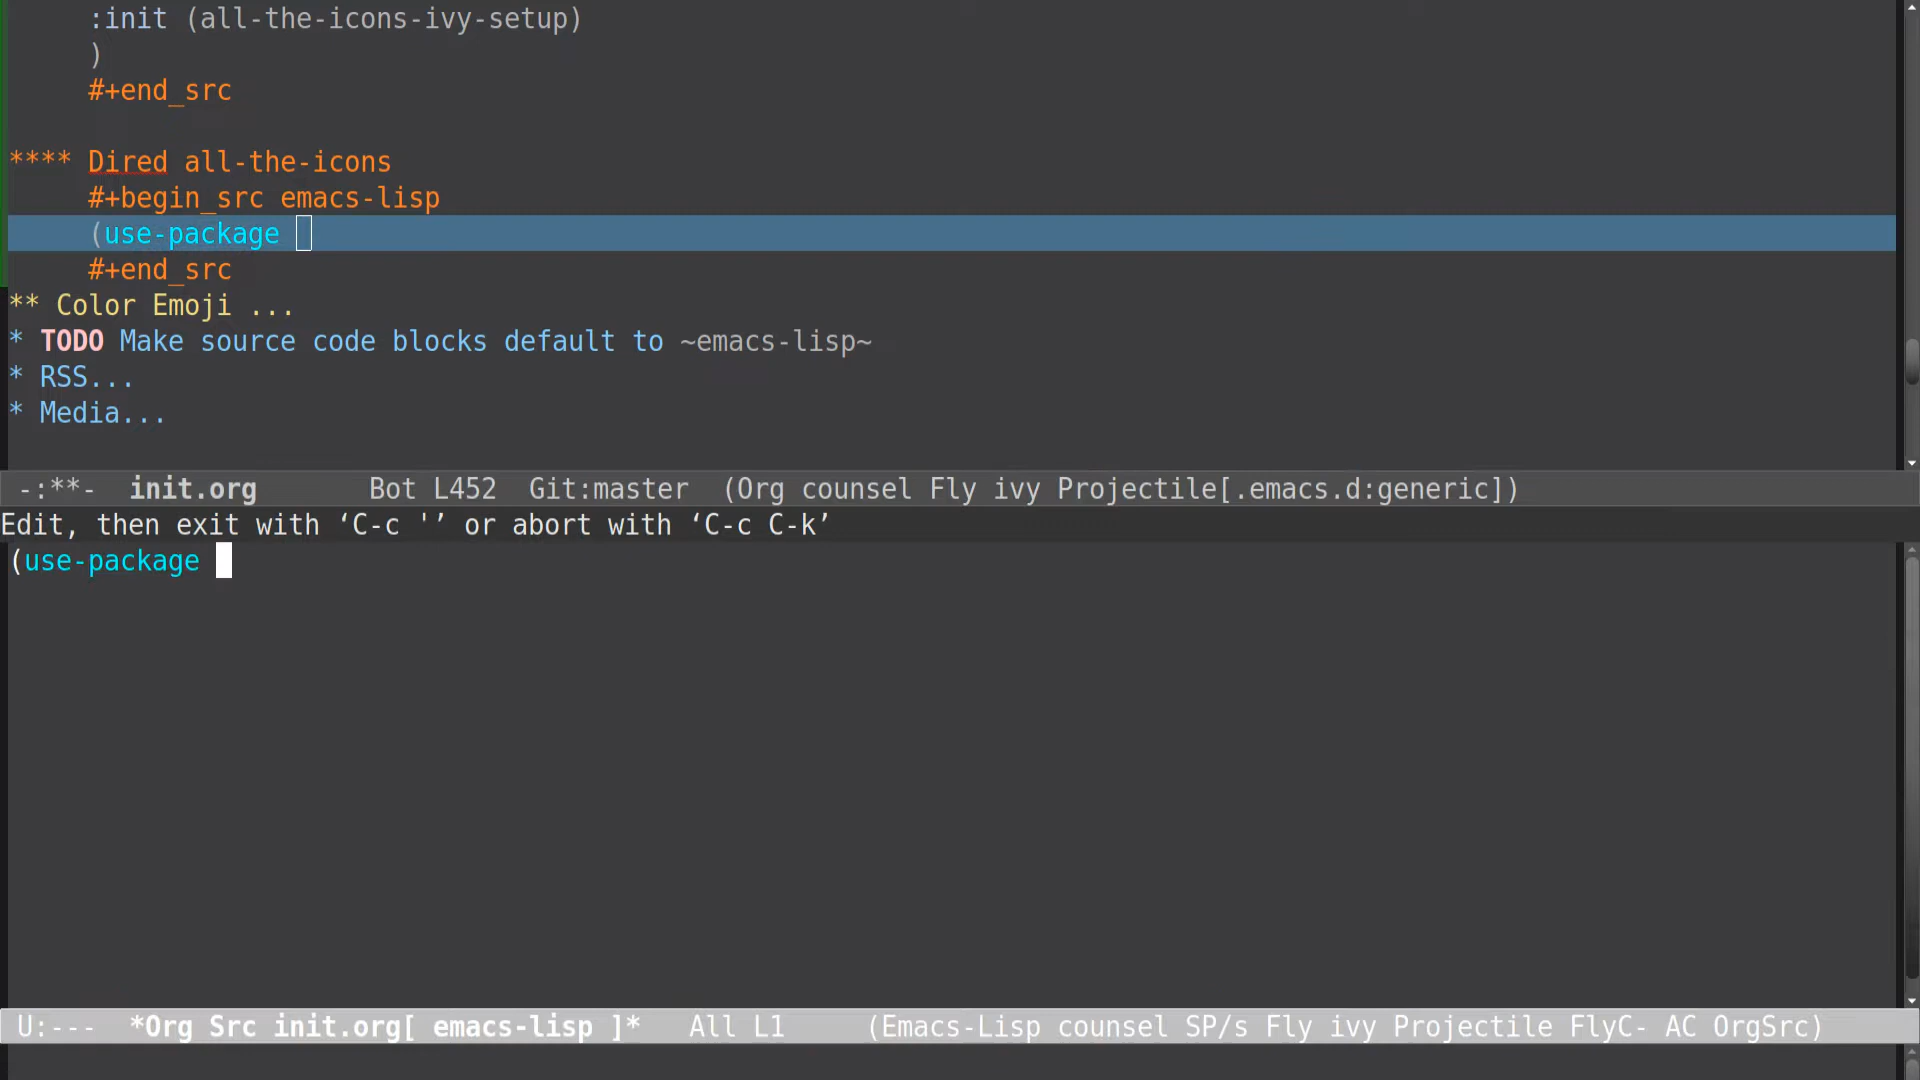 :init (all-the-icons-ivy-setup)
)
#+end_src
**** Dired all-the-icons
#+begin_src emacs-lisp
(use-package
#+end_src
** Color Emoji ...
* TODO Make source code blocks default to ~emacs-lisp~
* RSS...
* Media...
-:**-  init.org       Bot L452  Git:master  (Org counsel Fly ivy Projectile[.emacs.d:generic])
Edit, then exit with ‘C-c '’ or abort with ‘C-c C-k’
(use-package
U:---  *Org Src init.org[ emacs-lisp ]*   All L1     (Emacs-Lisp counsel SP/s Fly ivy Projectile FlyC- AC OrgSrc)